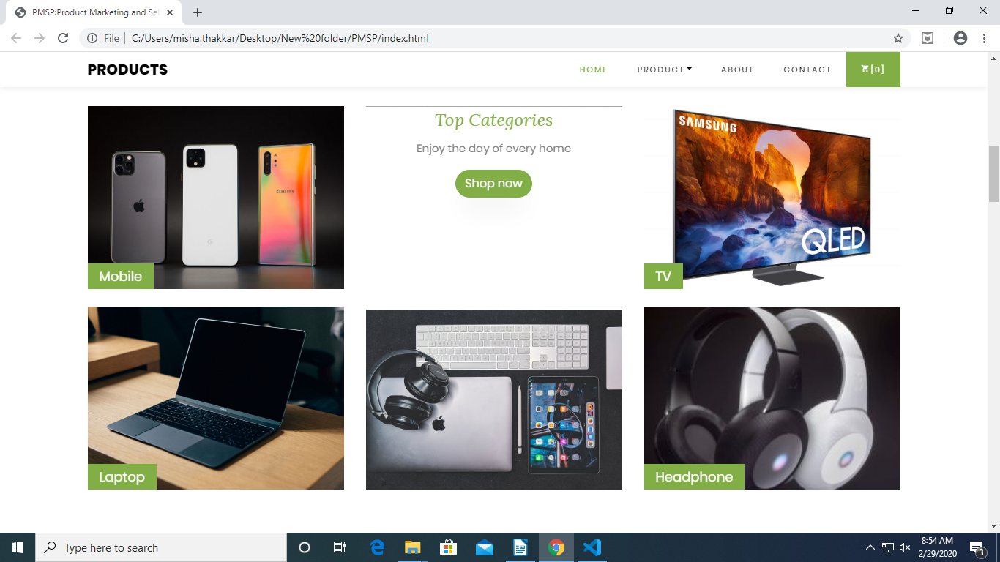 PMSP:Product Marketing and Sel
File
C:/Users/misha.thakkar/Desktop/New%20folder/PMSP/index.html
PRODUCTS
HOME
PRODUCT
ABOUT
CONTACT
[0]
SAMSUNG
Mobile
Top Categories
Enjoy the day of every home
Shop now
SAMSUNG
QLED
TV
Laptop
Headphone
Type here to search
8:54 AM
2/29/2020
3